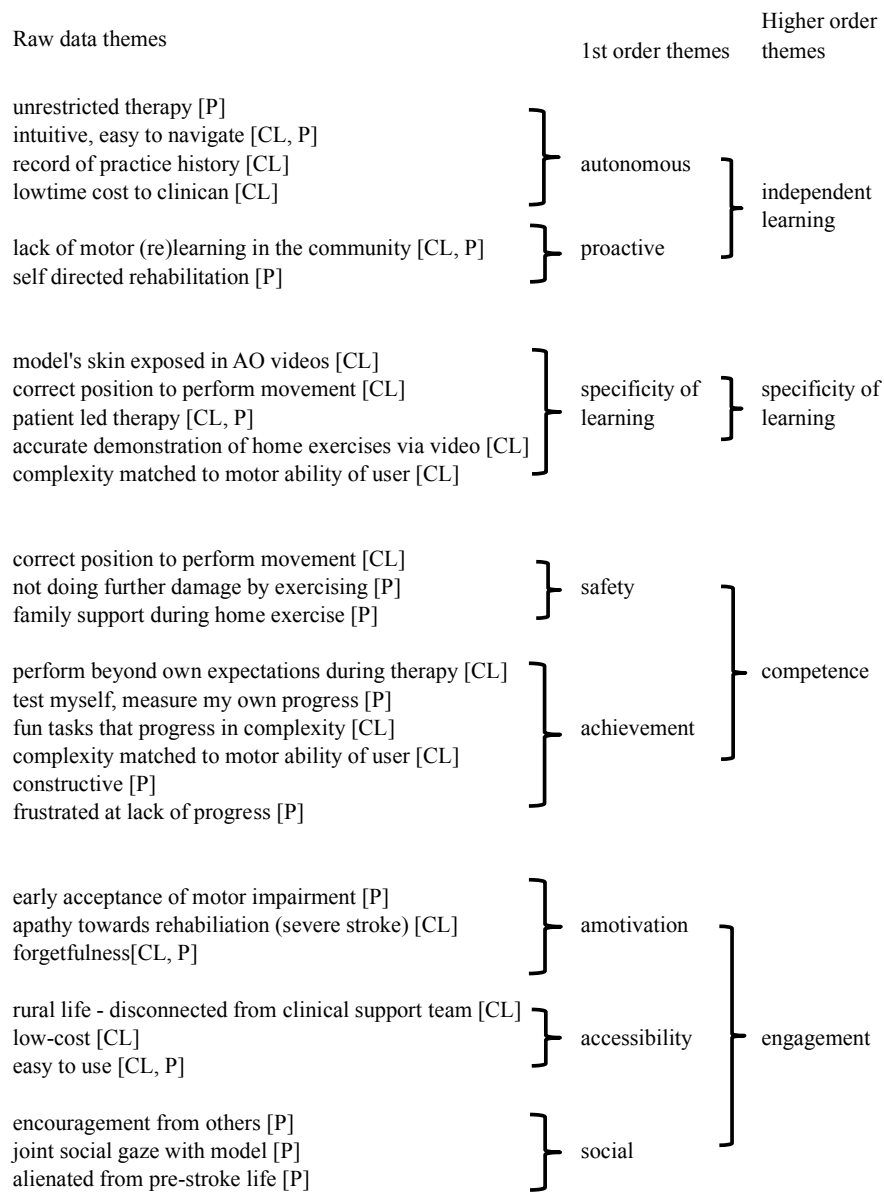 Raw data themes
1st order themes
Higher order
themes
unrestricted therapy [P]
intuitive, easy to navigate [CL, P]
record of practice history [CL]
lowtime cost to clinican [CL]
autonomous
independent
learning
lack of motor (re)learning in the community [CL, P]
self directed rehabilitation [P]
proactive
model's skin exposed in AO videos [CL]
correct position to perform movement [CL]
patient led therapy [CL, P]
accurate demonstration of home exercises via video [CL]
complexity matched to motor ability of user [CL]
specificity of
learning
specificity of
learning
correct position to perform movement [CL]
not doing further damage by exercising [P]
family support during home exercise [P]
safety
competence
perform beyond own expectations during therapy [CL]
test myself, measure my own progress [P]
fun tasks that progress in complexity [CL]
complexity matched to motor ability of user [CL]
constructive [P]
frustrated at lack of progress [P]
achievement
early acceptance of motor impairment [P]
apathy towards rehabiliation (severe stroke) [CL]
forgetfulness[CL, P]
amotivation
rural life - disconnected from clinical support team [CL]
low-cost [CL]
easy to use [CL, P]
accessibility
engagement
encouragement from others [P]
joint social gaze with model [P]
alienated from pre-stroke life [P]
social